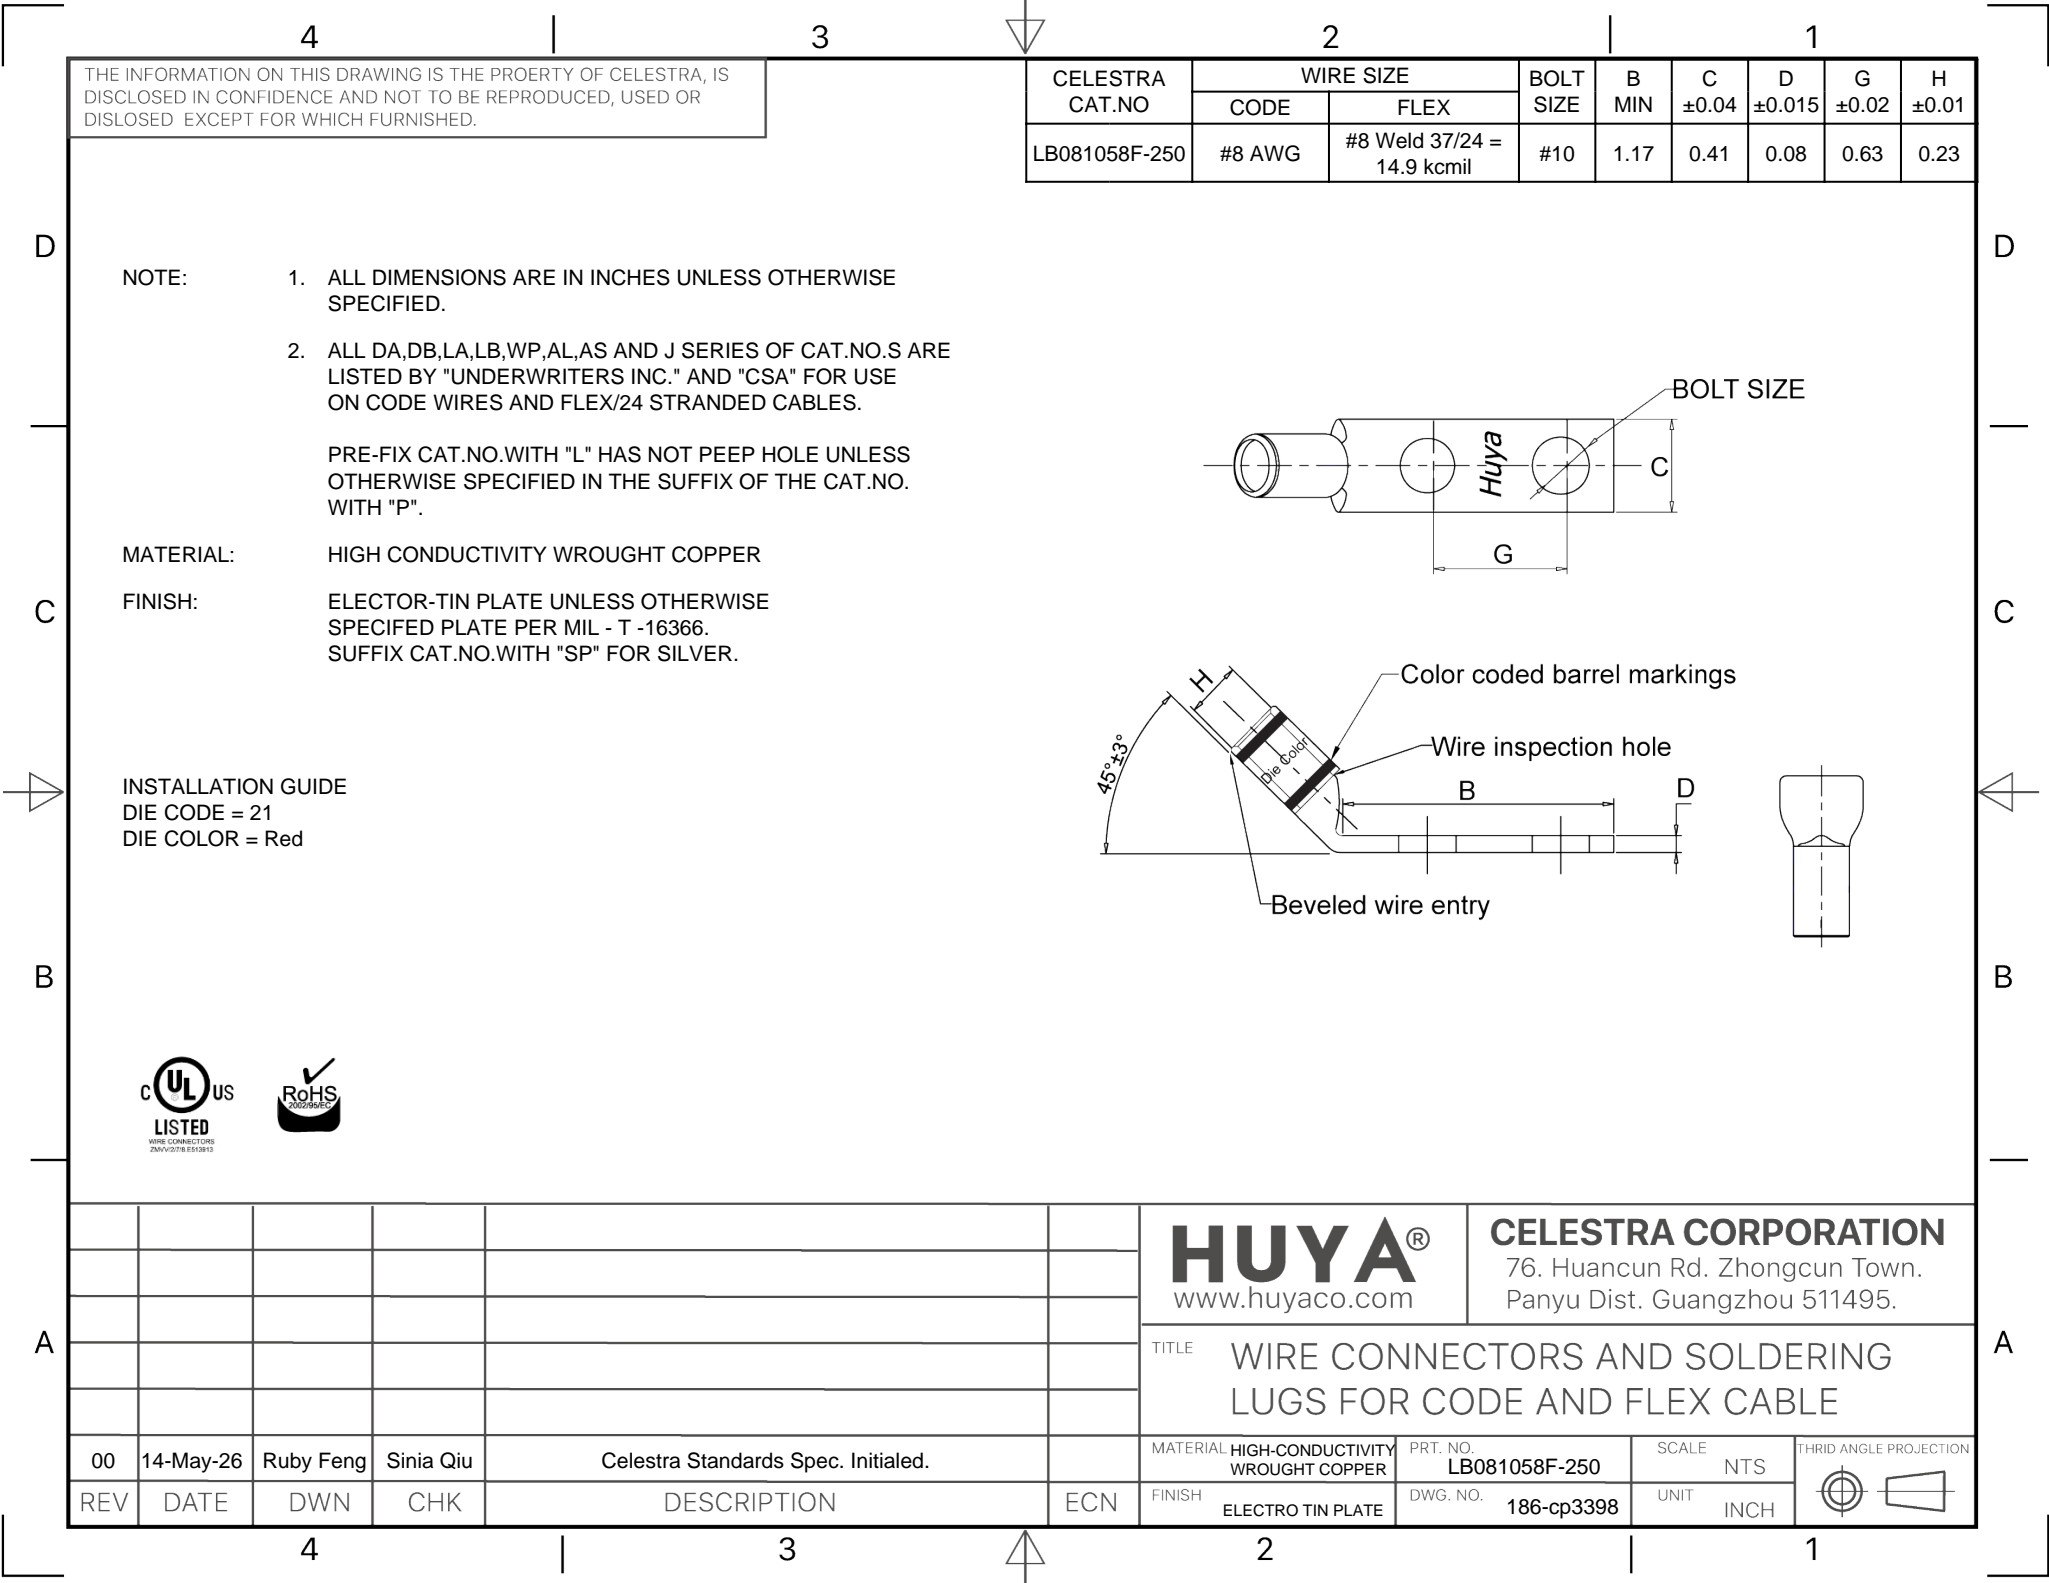 4 3 2 1
THE INFORMATION ON THIS DRAWING IS THE PROERTY OF CELESTRA, IS
DISCLOSED IN CONFIDENCE AND NOT TO BE REPRODUCED, USED OR
DISLOSED EXCEPT FOR WHICH FURNISHED.
CELESTRA CAT.NO
WIRE SIZE
CODE
FLEX
BOLT SIZE
B MIN
C ±0.04
D ±0.015
G ±0.02
H ±0.01
LB081058F-250
#8 AWG
#8 Weld 37/24 =
14.9 kcmil
#10
1.17
0.41
0.08
0.63
0.23
D D
NOTE: 1. ALL DIMENSIONS ARE IN INCHES UNLESS OTHERWISE
SPECIFIED.
2. ALL DA,DB,LA,LB,WP,AL,AS AND J SERIES OF CAT.NO.S ARE
LISTED BY "UNDERWRITERS INC." AND "CSA" FOR USE
ON CODE WIRES AND FLEX/24 STRANDED CABLES.
PRE-FIX CAT.NO.WITH "L" HAS NOT PEEP HOLE UNLESS
OTHERWISE SPECIFIED IN THE SUFFIX OF THE CAT.NO.
WITH "P".
MATERIAL: HIGH CONDUCTIVITY WROUGHT COPPER
FINISH: ELECTOR-TIN PLATE UNLESS OTHERWISE
SPECIFED PLATE PER MIL - T -16366.
SUFFIX CAT.NO.WITH "SP" FOR SILVER.
C C
INSTALLATION GUIDE
DIE CODE = 21
DIE COLOR = Red
BOLT SIZE
Huya
C
G
H
45°±3°
Die Color
Color coded barrel markings
Wire inspection hole
B
D
Beveled wire entry
B B
C UL US
®
LISTED
WIRE CONNECTORS
ZMVV/2/7/8.E513913
RoHS
2002/95/EC
A A
HUYA®
www.huyaco.com
CELESTRA CORPORATION
76. Huancun Rd. Zhongcun Town.
Panyu Dist. Guangzhou 511495.
TITLE
WIRE CONNECTORS AND SOLDERING
LUGS FOR CODE AND FLEX CABLE
00 14-May-26 Ruby Feng Sinia Qiu Celestra Standards Spec. Initialed.
REV DATE DWN CHK DESCRIPTION ECN
MATERIAL HIGH-CONDUCTIVITY
WROUGHT COPPER
PRT. NO.
LB081058F-250
SCALE
NTS
THRID ANGLE PROJECTION
FINISH
ELECTRO TIN PLATE
DWG. NO.
186-cp3398
UNIT
INCH
4 3 2 1